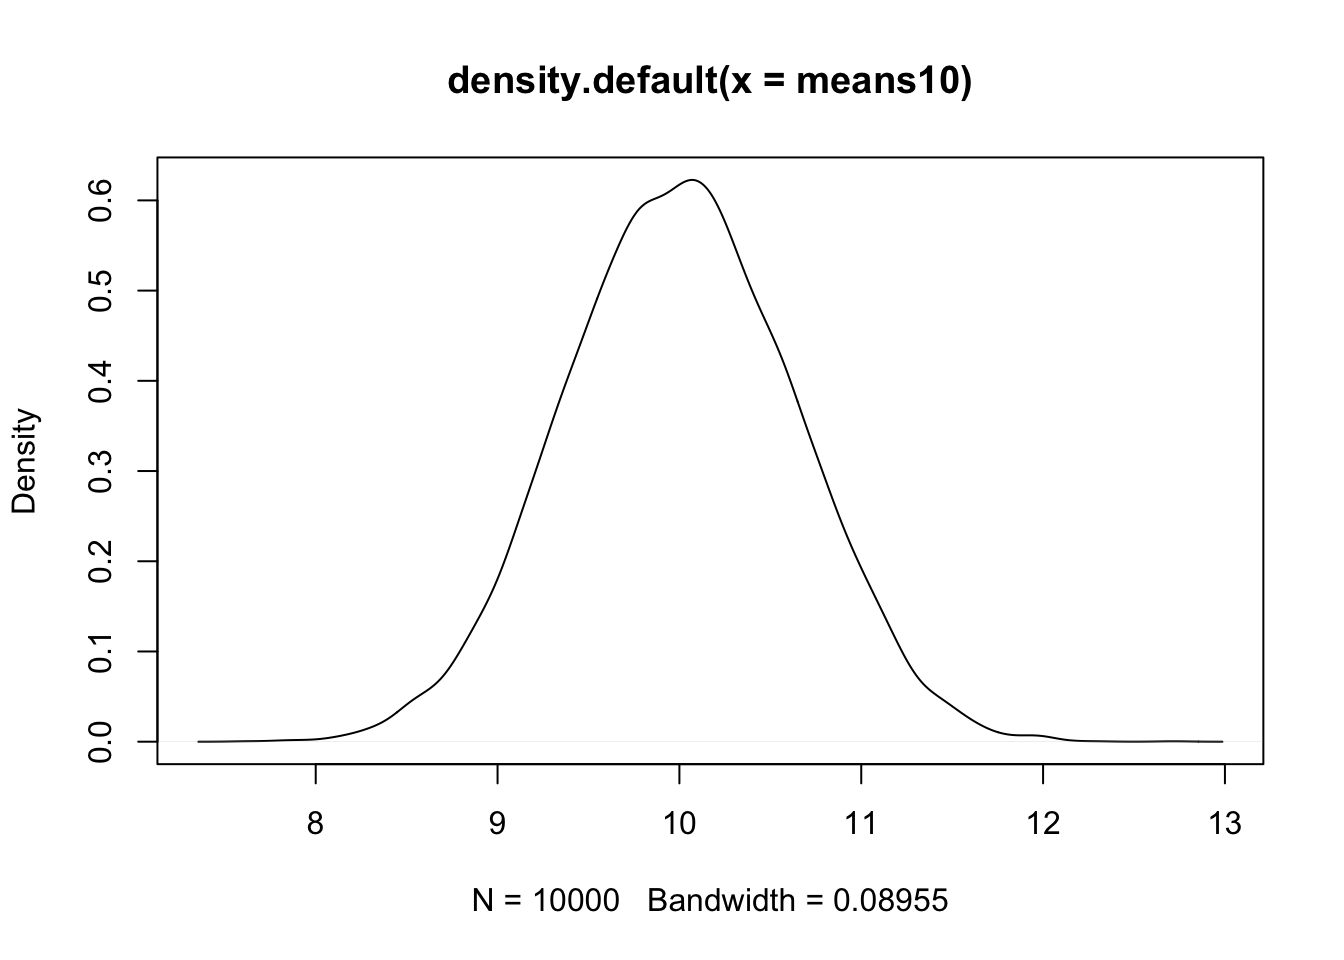 density.default(x = means10)
Density
0.6
0.5
0.4
0.3
0.2
0.1
0.0
8 9 10 11 12 13
N = 10000   Bandwidth = 0.08955